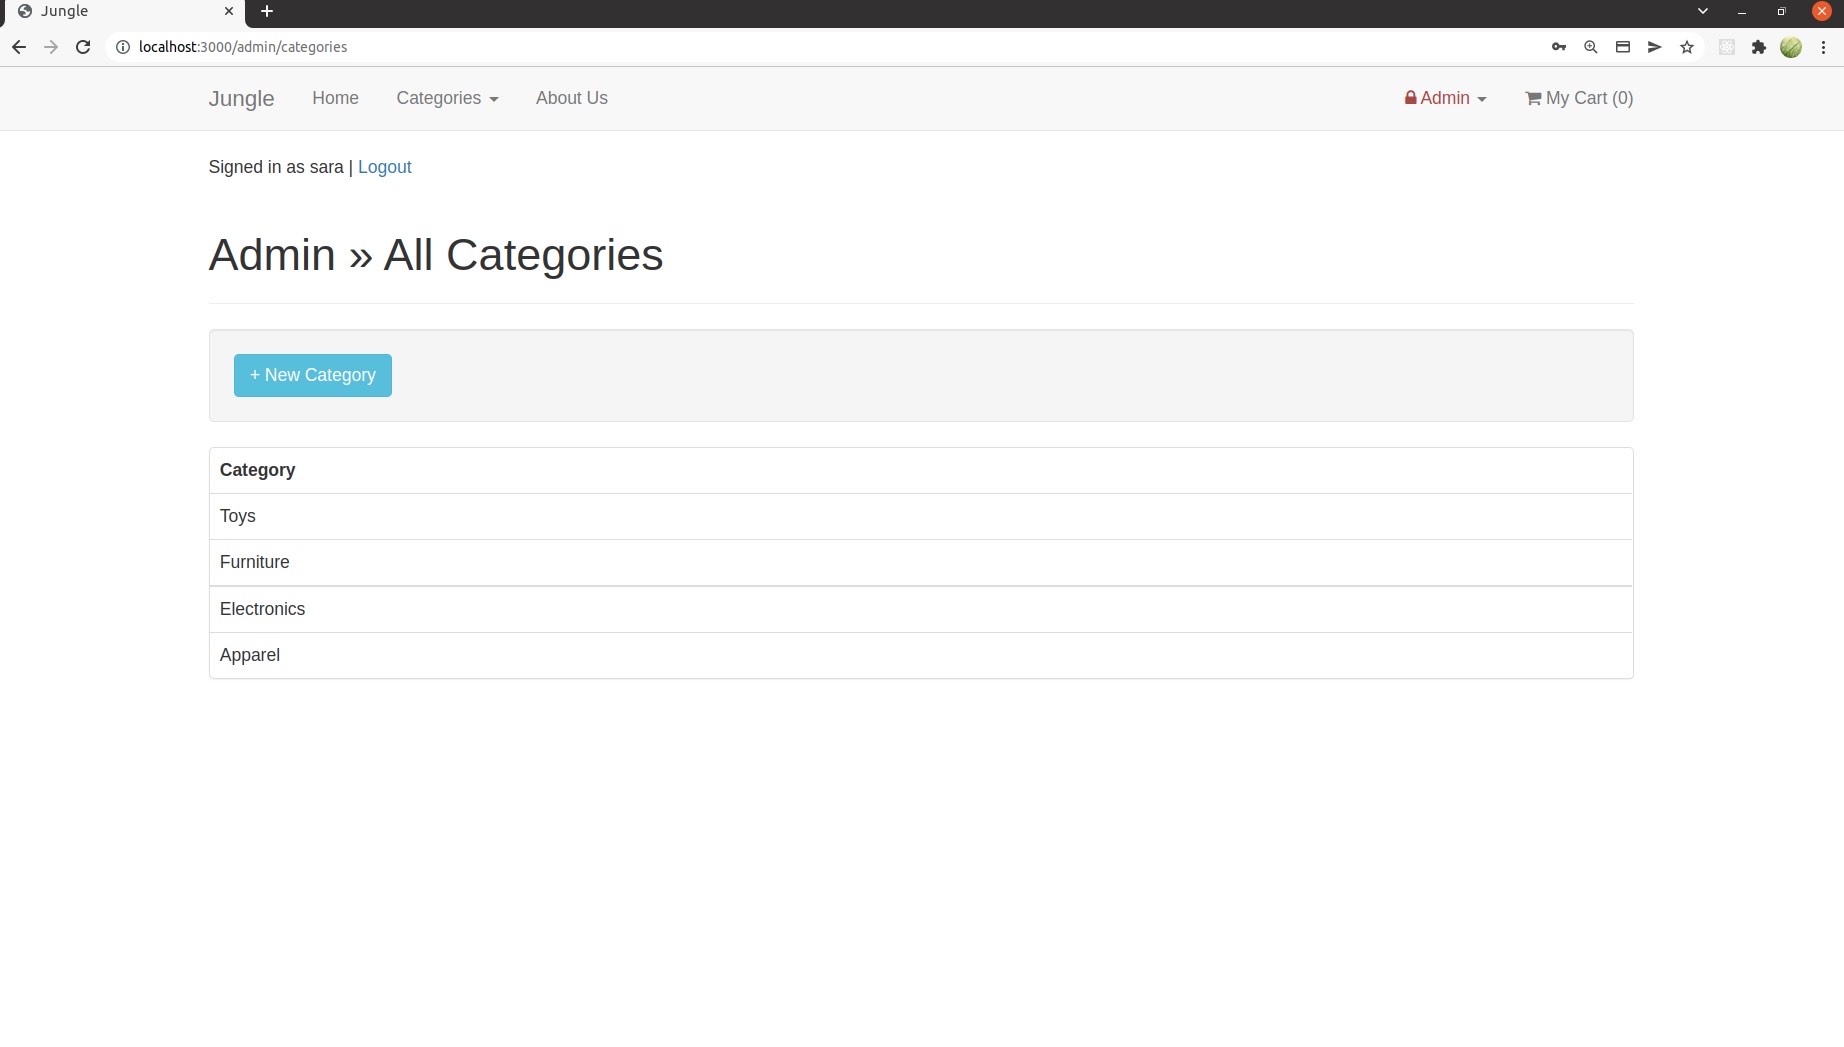 Jungle
localhost:3000/admin/categories
Jungle Home Categories About Us Admin My Cart (0)
Signed in as sara | Logout
Admin » All Categories
+ New Category
Category
Toys
Furniture
Electronics
Apparel